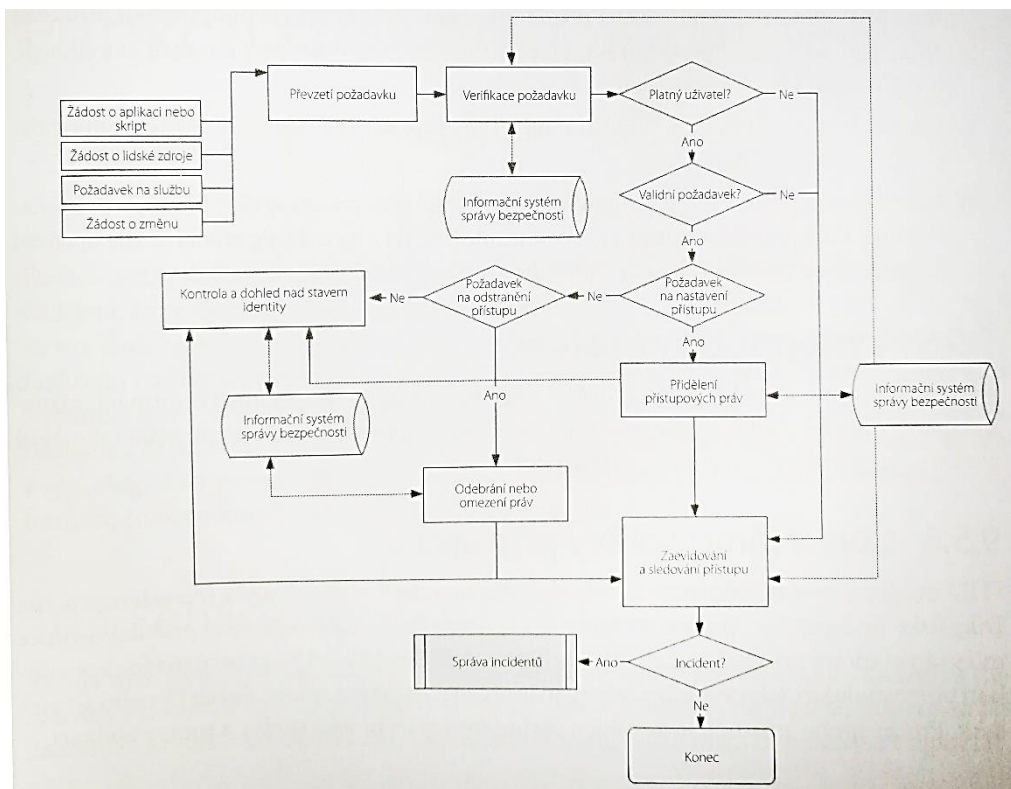 Převzetí požadavku
Verifikace požadavku
Platný uživatel?
Ne
Žádost o aplikaci nebo
skript
Žádost o lidské zdroje
Požadavek na službu
Žádost o změnu
Ano
Informační systém
správy bezpečnosti
Validní požadavek?
Ne
Ano
Kontrola a dohled nad stavem
identity
Ne
Požadavek
na odstranění
přístupu
Ne
Požadavek
na nastavení
přístupu
Ano
Ano
Přidělení
přístupových práv
Informační systém
správy bezpečnosti
Informační systém
správy bezpečnosti
Odebrání nebo
omezení práv
Zaevidování
a sledování přístupu
Správa incidentů
Ano
Incident?
Ne
Konec